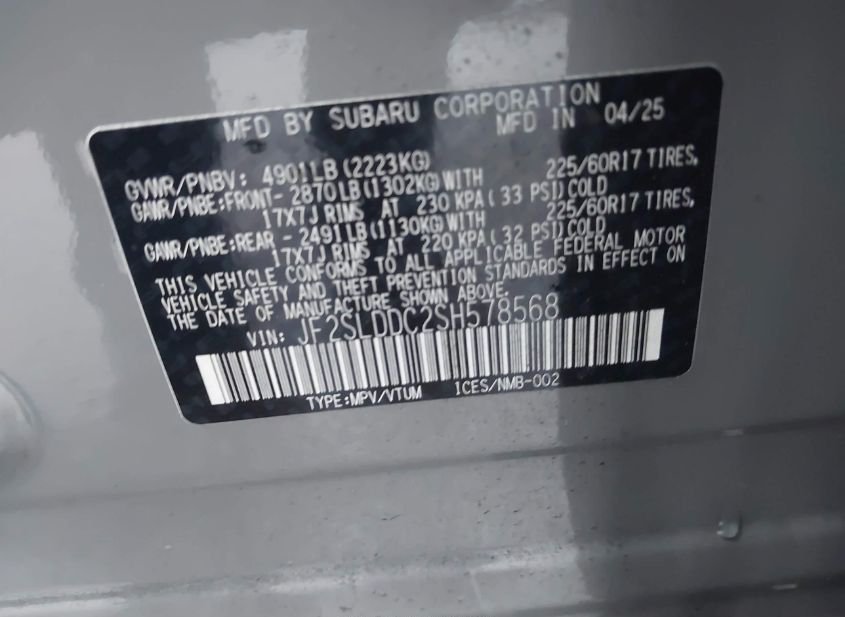 MFD BY SUBARU CORPORATION
MFD IN 04/25
GVWR/PNBV: 4901LB(2223KG)
GAWR/PNBE:FRONT- 2870LB(1302KG)WITH 225/60R17 TIRES,
17X7J RIMS AT 230 KPA( 33 PSI)COLD
GAWR/PNBE:REAR - 2491LB(1130KG)WITH 225/60R17 TIRES,
17X7J RIMS AT 220 KPA( 32 PSI)COLD
THIS VEHICLE CONFORMS TO ALL APPLICABLE FEDERAL MOTOR
VEHICLE SAFETY AND THEFT PREVENTION STANDARDS IN EFFECT ON
THE DATE OF MANUFACTURE SHOWN ABOVE.
VIN: JF2SLDDC2SH578568
TYPE:MPV/VTUM ICES/NMB-002